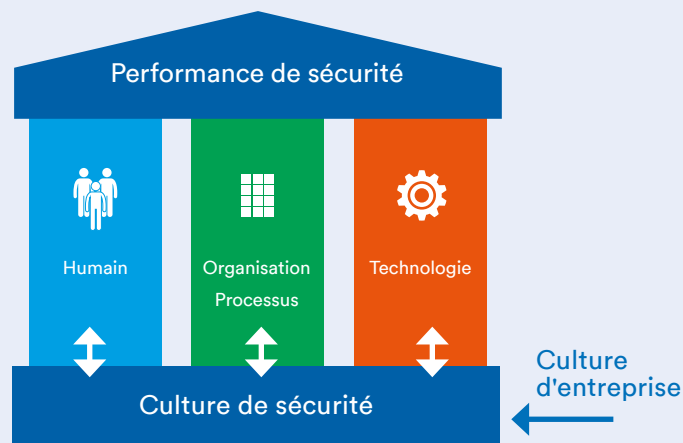 Performance de sécurité
Humain
Organisation
Processus
Technologie
Culture de sécurité
Culture
d'entreprise